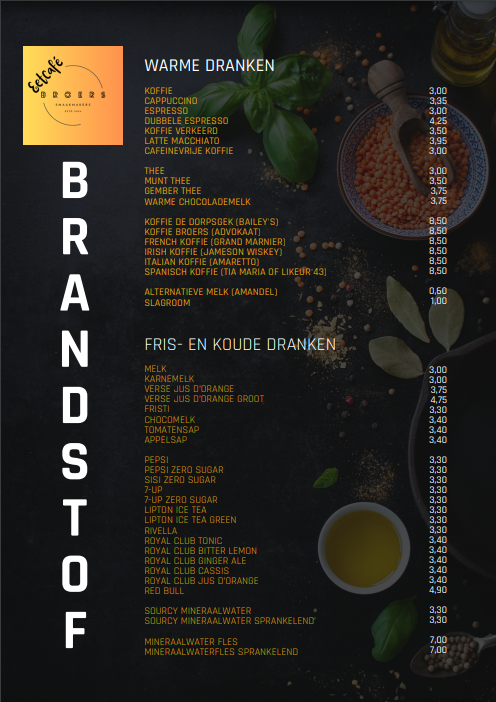 Eetcafé
BROERS
SMAAKMAKERS
BRANDSTOF
WARME DRANKEN
KOFFIE 3,00
CAPPUCCINO 3,35
ESPRESSO 3,00
DUBBELE ESPRESSO 4,25
KOFFIE VERKEERD 3,50
LATTE MACCHIATO 3,95
CAFEINEVRIJE KOFFIE 3,00
THEE 3,00
MUNT THEE 3,50
GEMBER THEE 3,75
WARME CHOCOLADEMELK 3,75
KOFFIE DE DORPSGEK (BAILEY'S) 8,50
KOFFIE BROERS (ADVOKAAT) 8,50
FRENCH KOFFIE (GRAND MARNIER) 8,50
IRISH KOFFIE (JAMESON WISKEY) 8,50
ITALIAN KOFFIE (AMARETTO) 8,50
SPANISCH KOFFIE (TIA MARIA OF LIKEUR 43) 8,50
ALTERNATIEVE MELK (AMANDEL) 0,60
SLAGROOM 1,00
FRIS- EN KOUDE DRANKEN
MELK 3,00
KARNEMELK 3,00
VERSE JUS D'ORANGE 3,75
VERSE JUS D'ORANGE GROOT 4,75
FRISTI 3,30
CHOCOMELK 3,40
TOMATENSAP 3,40
APPELSAP 3,40
PEPSI 3,30
PEPSI ZERO SUGAR 3,30
SISI ZERO SUGAR 3,30
7-UP 3,30
7-UP ZERO SUGAR 3,30
LIPTON ICE TEA 3,30
LIPTON ICE TEA GREEN 3,30
RIVELLA 3,30
ROYAL CLUB TONIC 3,40
ROYAL CLUB BITTER LEMON 3,40
ROYAL CLUB GINGER ALE 3,40
ROYAL CLUB CASSIS 3,40
ROYAL CLUB JUS D'ORANGE 3,40
RED BULL 4,90
SOURCY MINERAALWATER 3,30
SOURCY MINERAALWATER SPRANKELEND' 3,30
MINERAALWATER FLES 7,00
MINERAALWATERFLES SPRANKELEND 7,00